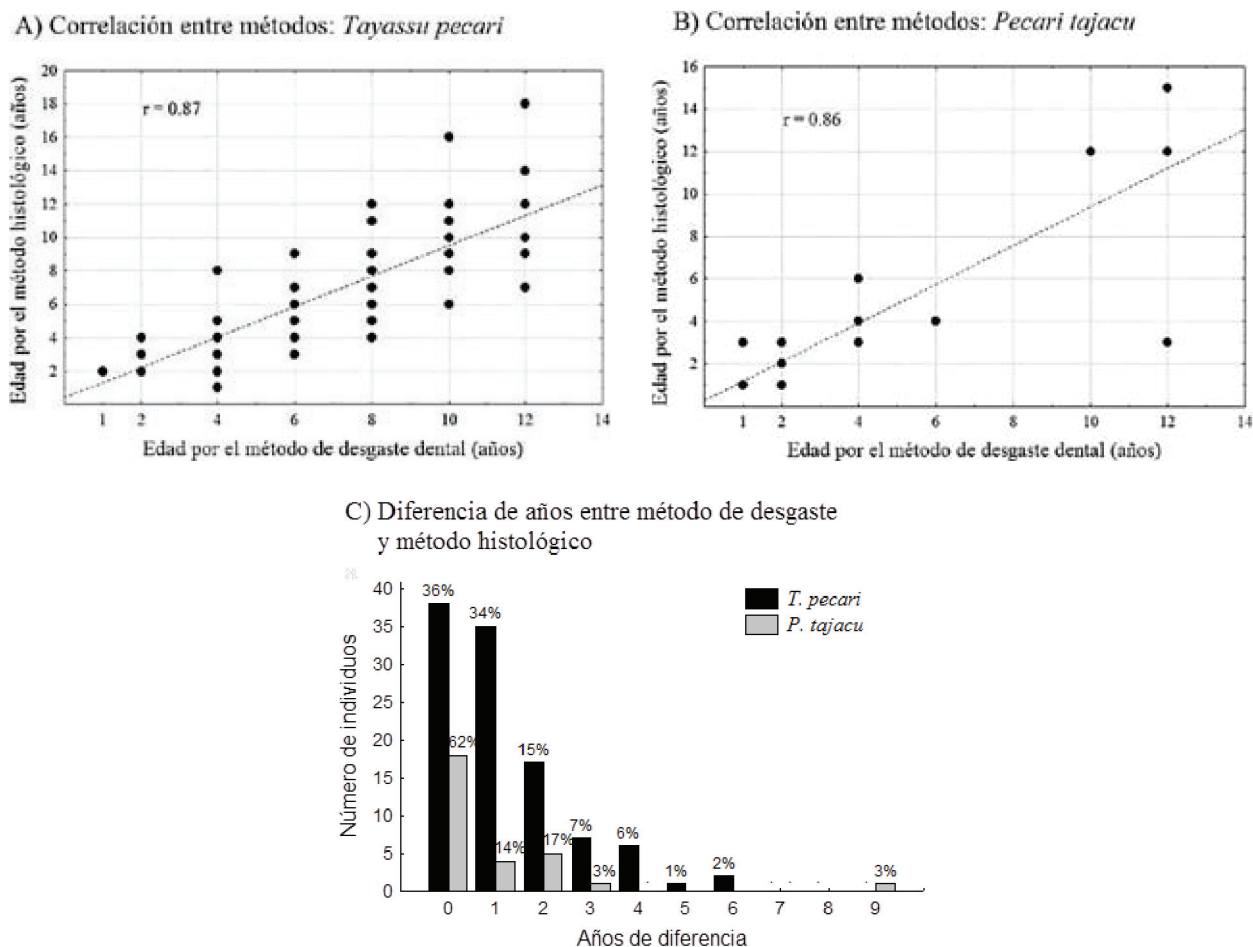 A) Correlación entre métodos: Tayassu pecari
20
18
16
14
12
10
8
6
4
2
r = 0.87
1 2 4 6 8 10 12 14
Edad por el método histológico (años)
Edad por el método de desgaste dental (años)
B) Correlación entre métodos: Pecari tajacu
16
14
12
10
8
6
4
2
r = 0.86
1 2 4 6 8 10 12 14
Edad por el método histológico (años)
Edad por el método de desgaste dental (años)
C) Diferencia de años entre método de desgaste
y método histológico
40
35
30
25
20
15
10
5
0
Número de individuos
36%
34%
62%
15%
14%
17%
7%
3%
6%
1%
2%
3%
T. pecari
P. tajacu
0 1 2 3 4 5 6 7 8 9
Años de diferencia